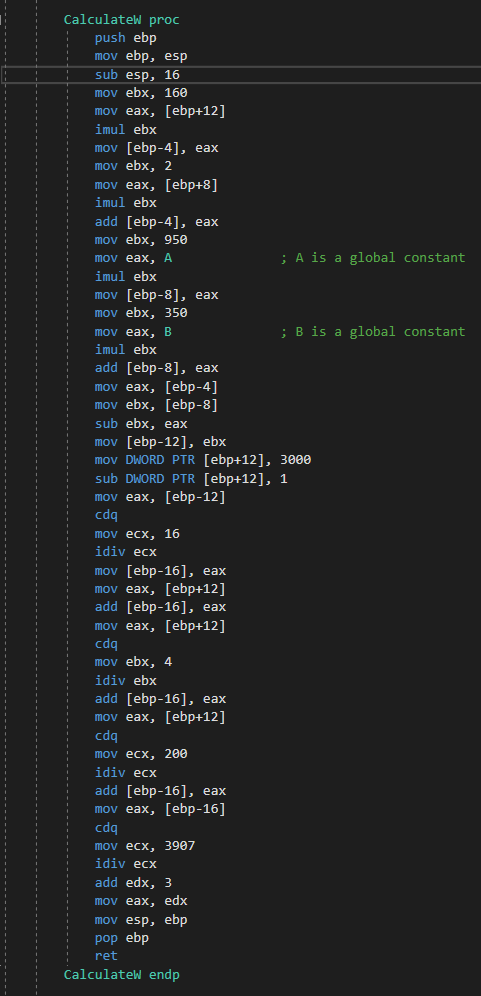 CalculateW proc
push ebp
mov ebp, esp
sub esp, 16
mov ebx, 160
mov eax, [ebp+12]
imul ebx
mov [ebp-4], eax
mov ebx, 2
mov eax, [ebp+8]
imul ebx
add [ebp-4], eax
mov ebx, 950
mov eax, A ; A is a global constant
imul ebx
mov [ebp-8], eax
mov ebx, 350
mov eax, B ; B is a global constant
imul ebx
add [ebp-8], eax
mov eax, [ebp-4]
mov ebx, [ebp-8]
sub ebx, eax
mov [ebp-12], ebx
mov DWORD PTR [ebp+12], 3000
sub DWORD PTR [ebp+12], 1
mov eax, [ebp-12]
cdq
mov ecx, 16
idiv ecx
mov [ebp-16], eax
mov eax, [ebp+12]
add [ebp-16], eax
mov eax, [ebp+12]
cdq
mov ebx, 4
idiv ebx
add [ebp-16], eax
mov eax, [ebp+12]
cdq
mov ecx, 200
idiv ecx
add [ebp-16], eax
mov eax, [ebp-16]
cdq
mov ecx, 3907
idiv ecx
add edx, 3
mov eax, edx
mov esp, ebp
pop ebp
ret
CalculateW endp